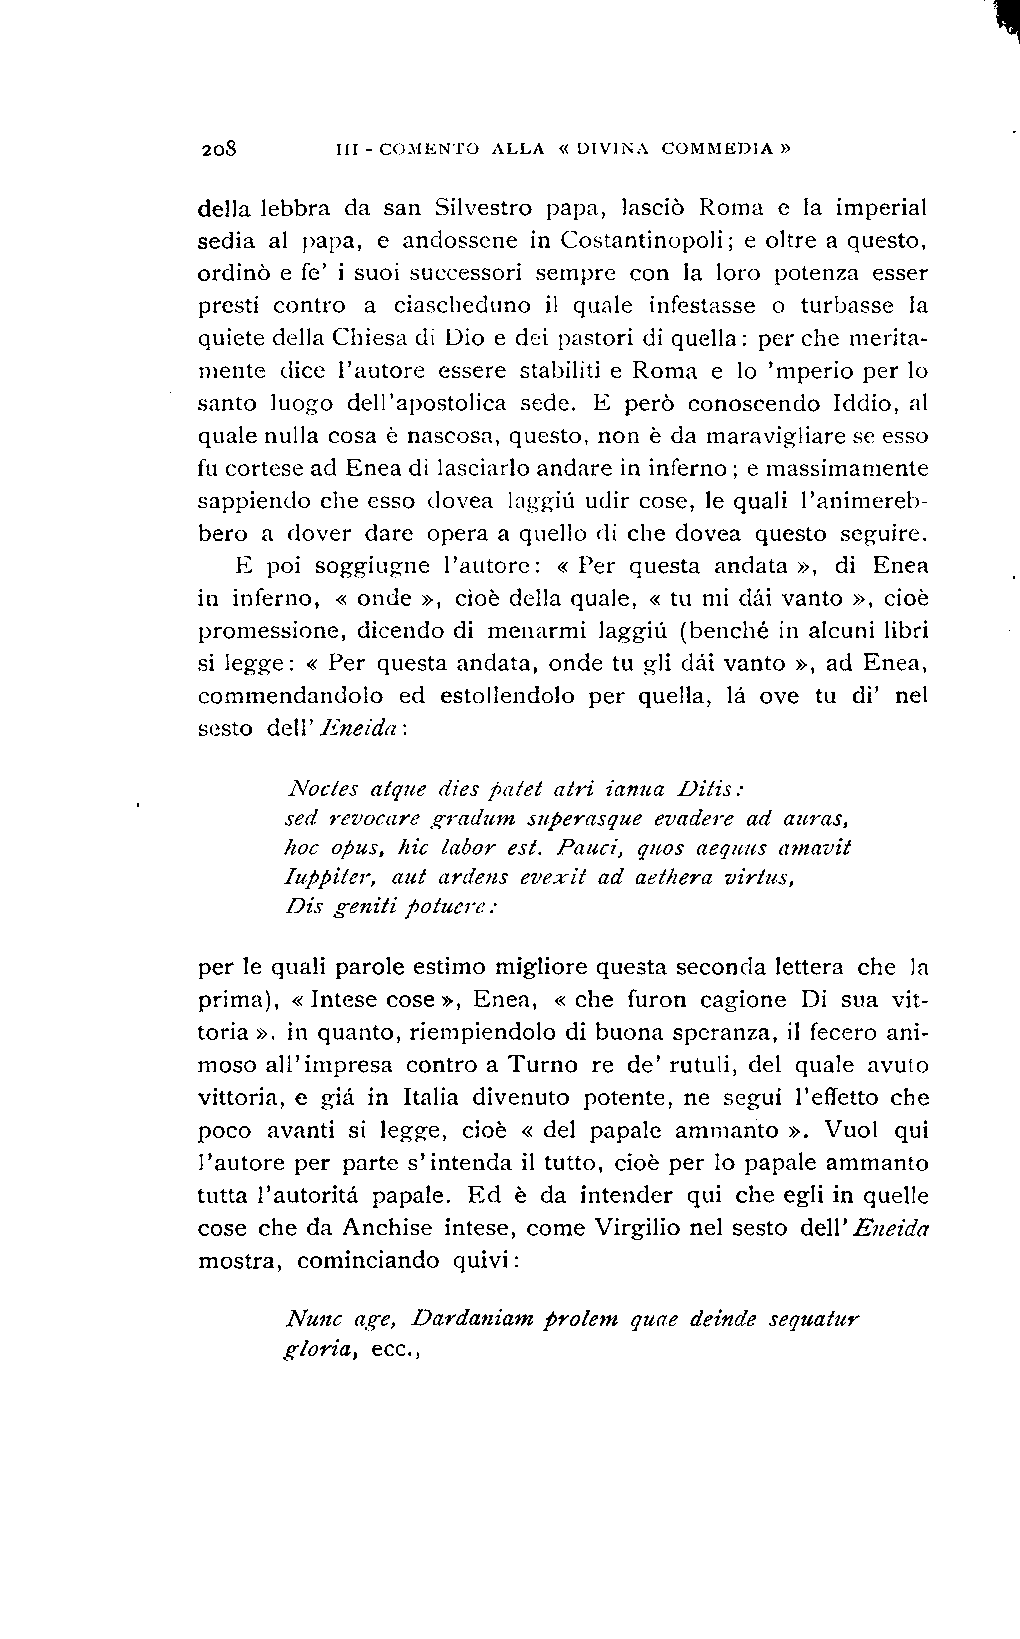 208 III - COMENTO ALLA « DIVINA COMMEDIA »
della lebbra da san Silvestro papa, lasciò Roma e la imperial
sedia al papa, e andossene in Costantinopoli; e oltre a questo,
ordinò e fe' i suoi successori sempre con la loro potenza esser
presti contro a ciascheduno il quale infestasse o turbasse la
quiete della Chiesa di Dio e dei pastori di quella: per che merita-
mente dice l'autore essere stabiliti e Roma e lo 'mperio per lo
santo luogo dell'apostolica sede. E però conoscendo Iddio, al
quale nulla cosa è nascosa, questo, non è da maravigliare se esso
fu cortese ad Enea di lasciarlo andare in inferno; e massimamente
sappiendo che esso dovea laggiú udir cose, le quali l'animereb-
bero a dover dare opera a quello di che dovea questo seguire.
E poi soggiugne l'autore: « Per questa andata », di Enea
in inferno, « onde », cioè della quale, « tu mi dái vanto », cioè
promessione, dicendo di menarmi laggiú (benché in alcuni libri
si legge: « Per questa andata, onde tu gli dái vanto », ad Enea,
commendandolo ed estollendolo per quella, lá ove tu di' nel
sesto dell'Eneida:
Noctes atque dies patet atri ianua Ditis:
sed revocare gradum superasque evadere ad auras,
hoc opus, hic labor est. Pauci, quos aequus amavit
Iuppiter, aut ardens evexit ad aethera virtus,
Dis geniti potuere:
per le quali parole estimo migliore questa seconda lettera che la
prima), « Intese cose », Enea, « che furon cagione Di sua vit-
toria », in quanto, riempiendolo di buona speranza, il fecero ani-
moso all'impresa contro a Turno re de' rutuli, del quale avuto
vittoria, e giá in Italia divenuto potente, ne segui l'effetto che
poco avanti si legge, cioè « del papale ammanto ». Vuol qui
l'autore per parte s'intenda il tutto, cioè per lo papale ammanto
tutta l'autoritá papale. Ed è da intender qui che egli in quelle
cose che da Anchise intese, come Virgilio nel sesto dell'Eneida
mostra, cominciando quivi:
Nunc age, Dardaniam prolem quae deinde sequatur
gloria, ecc.,